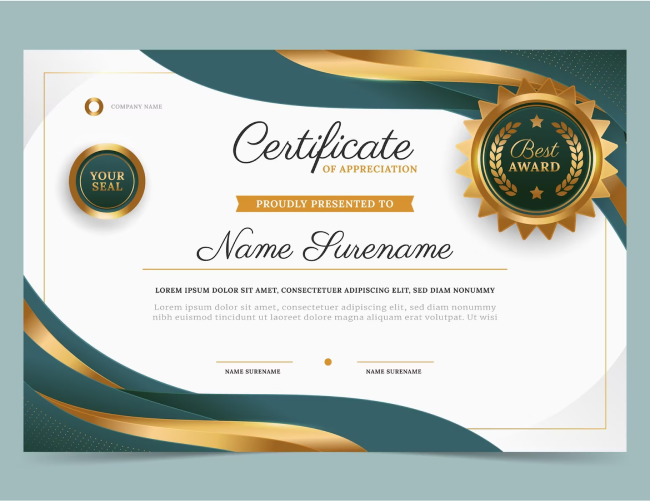 COMPANY NAME
YOUR
SEAL
Certificate
OF APPRECIATION
Best
AWARD
PROUDLY PRESENTED TO
Name Surename
LOREM IPSUM DOLOR SIT AMET, CONSECTETUER ADIPISCING ELIT, SED DIAM NONUMMY
Lorem ipsum dolor sit amet, consectetuer adipiscing elit, sed diam nonummy
nibh euismod tincidunt ut laoreet dolore magna aliquam erat volutpat. Ut wisi
NAME SURENAME
NAME SURENAME